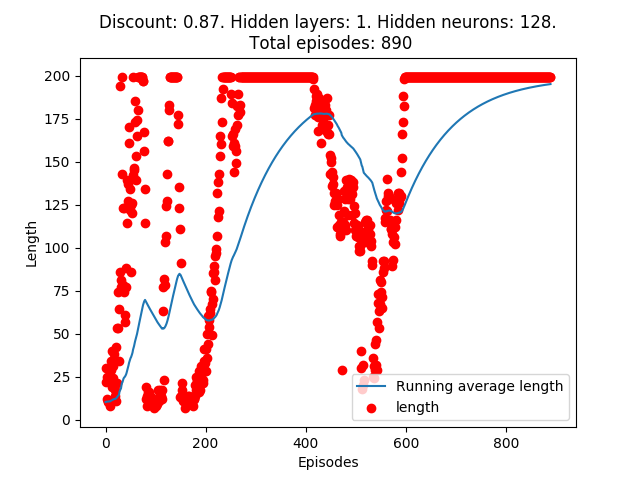 Discount: 0.87. Hidden layers: 1. Hidden neurons: 128.
Total episodes: 890
200
175
150
125
100
75
50
25
0
Length
0 200 400 600 800
Episodes
Running average length
length